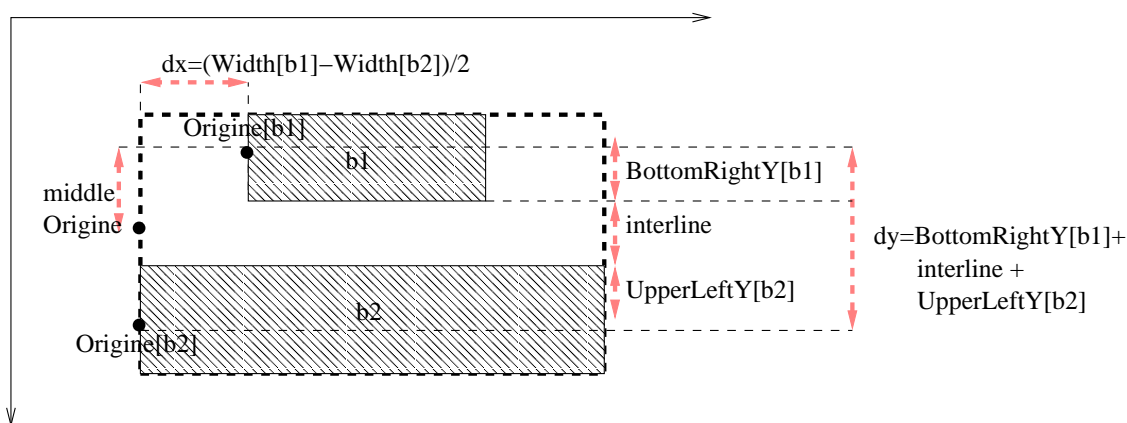 dx=(Width[b1]−Width[b2])/2
Origine[b1]
b1
middle
BottomRightY[b1]
Origine
interline
dy=BottomRightY[b1]+
interline +
UpperLeftY[b2]
UpperLeftY[b2]
b2
Origine[b2]